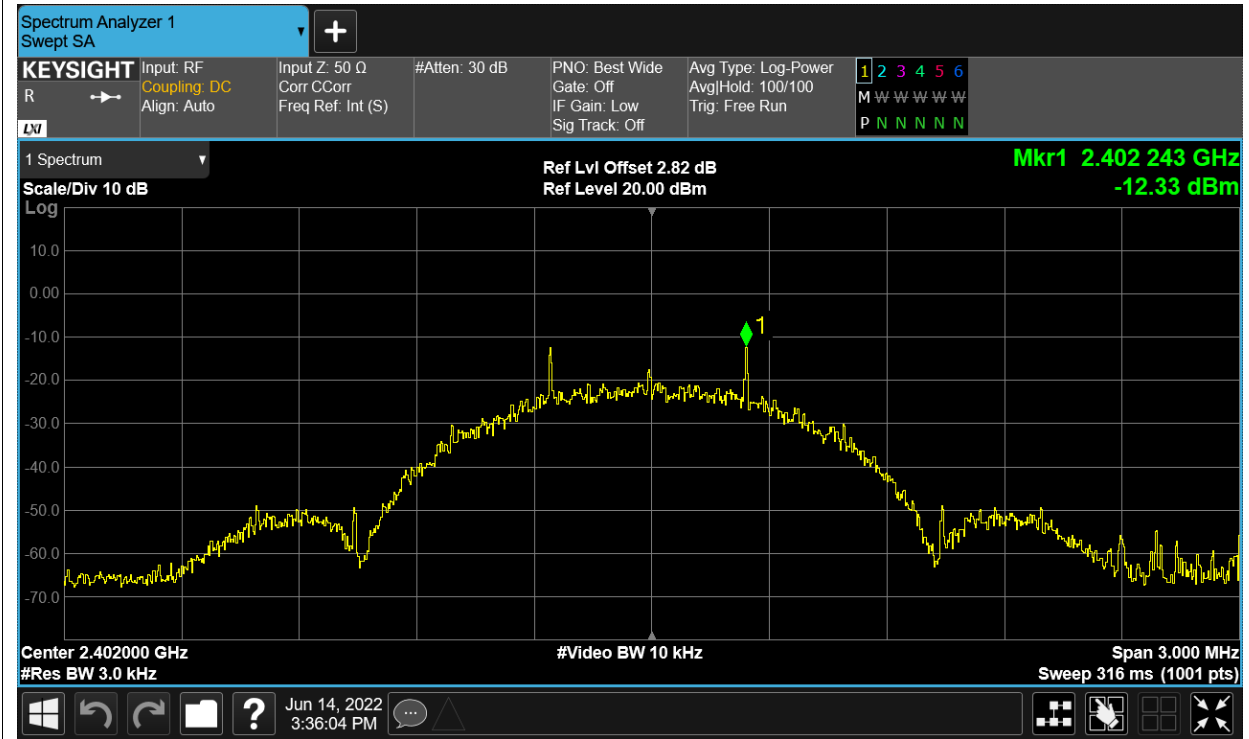 Spectrum Analyzer 1
Swept SA
+
KEYSIGHT
R
LXI
Input: RF
Coupling: DC
Align: Auto
Input Z: 50 Ω
Corr CCorr
Freq Ref: Int (S)
#Atten: 30 dB
PNO: Best Wide
Gate: Off
IF Gain: Low
Sig Track: Off
Avg Type: Log-Power
Avg|Hold: 100/100
Trig: Free Run
1 2 3 4 5 6
M W W W W W
P N N N N N
1 Spectrum
Scale/Div 10 dB
Ref Lvl Offset 2.82 dB
Ref Level 20.00 dBm
Mkr1 2.402 243 GHz
-12.33 dBm
Log
10.0
0.00
-10.0
-20.0
-30.0
-40.0
-50.0
-60.0
-70.0
1
Center 2.402000 GHz
#Res BW 3.0 kHz
#Video BW 10 kHz
Span 3.000 MHz
Sweep 316 ms (1001 pts)
?
Jun 14, 2022
3:36:04 PM